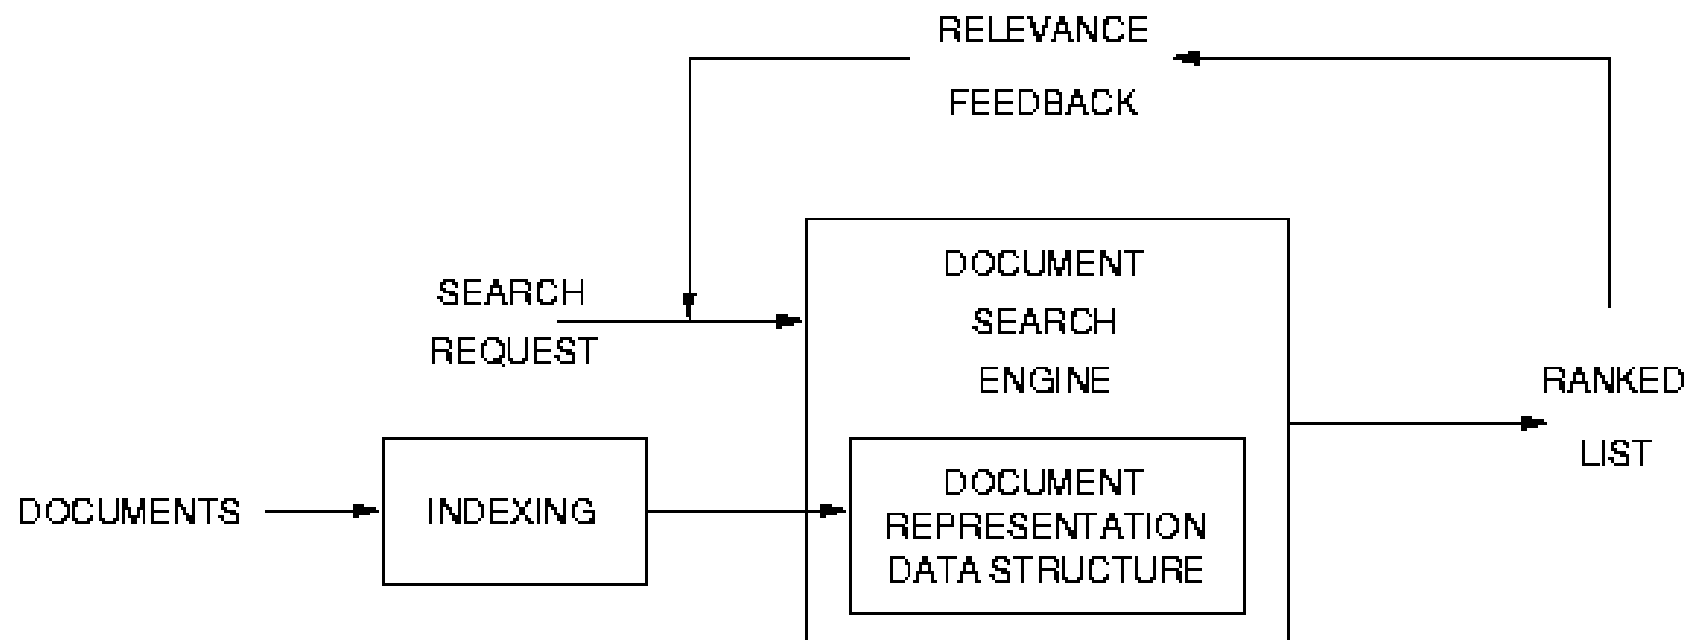 RELEVANCE
FEEDBACK
SEARCH
REQUEST
DOCUMENT
SEARCH
ENGINE
RANKED
LIST
DOCUMENTS
INDEXING
DOCUMENT
REPRESENTATION
DATA STRUCTURE